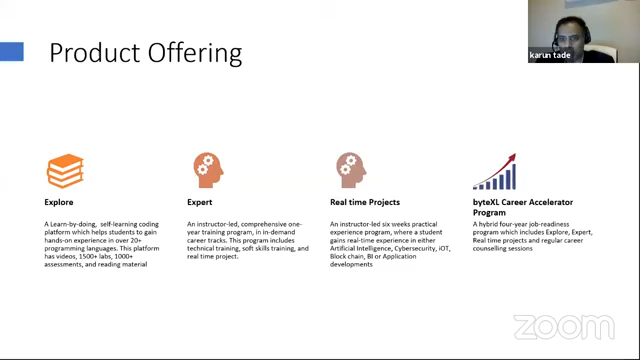 Product Offering
karun tade
Explore
A Learn-by-doing, self-learning coding
platform which helps students to gain
hands-on experience in over 20+
programming languages. This platform
has videos, 1500+ labs, 1000+
assessments, and reading material
Expert
An instructor-led, comprehensive one-
year training program, in in-demand
career tracks. This program includes
technical training, soft skills training, and
real time project.
Real time Projects
An instructor-led six weeks practical
experience program, where a student
gains real-time experience in either
Artificial Intelligence, Cybersecurity, iOT,
Block chain, BI or Application
developments
byteXL Career Accelerator
Program
A hybrid four-year job-readiness
program which includes Explore, Expert,
Real time projects and regular career
counselling sessions
zoom